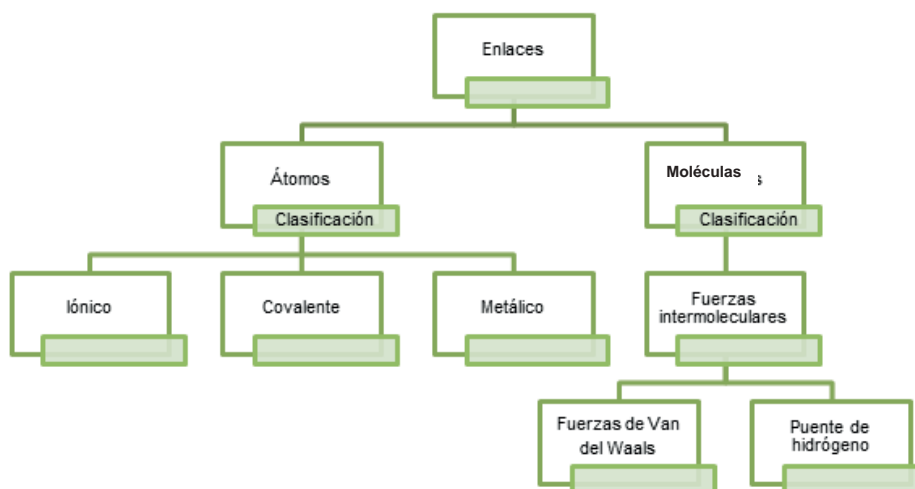 Enlaces
Átomos
Clasificación
Moléculas s
Clasificación
Iónico
Covalente
Metálico
Fuerzas
intermoleculares
Fuerzas de Van
del Waals
Puente de
hidrógeno